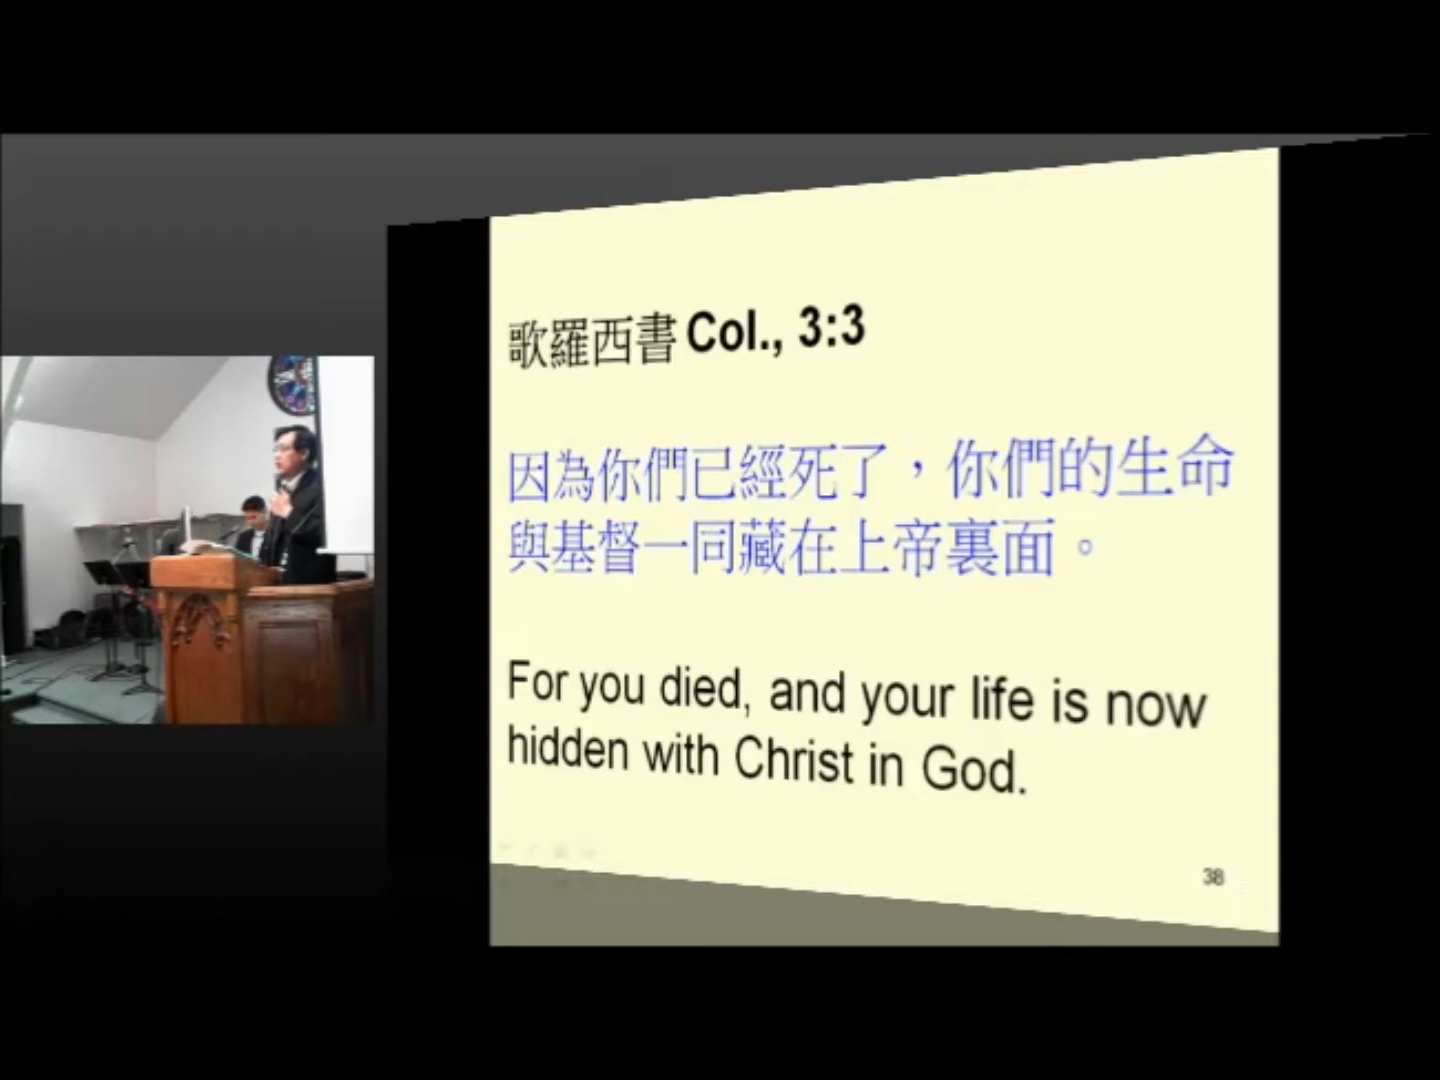 歌羅西書 Col., 3:3
因為你們已經死了，你們的生命
與基督一同藏在上帝裏面。
For you died, and your life is now
hidden with Christ in God.
38